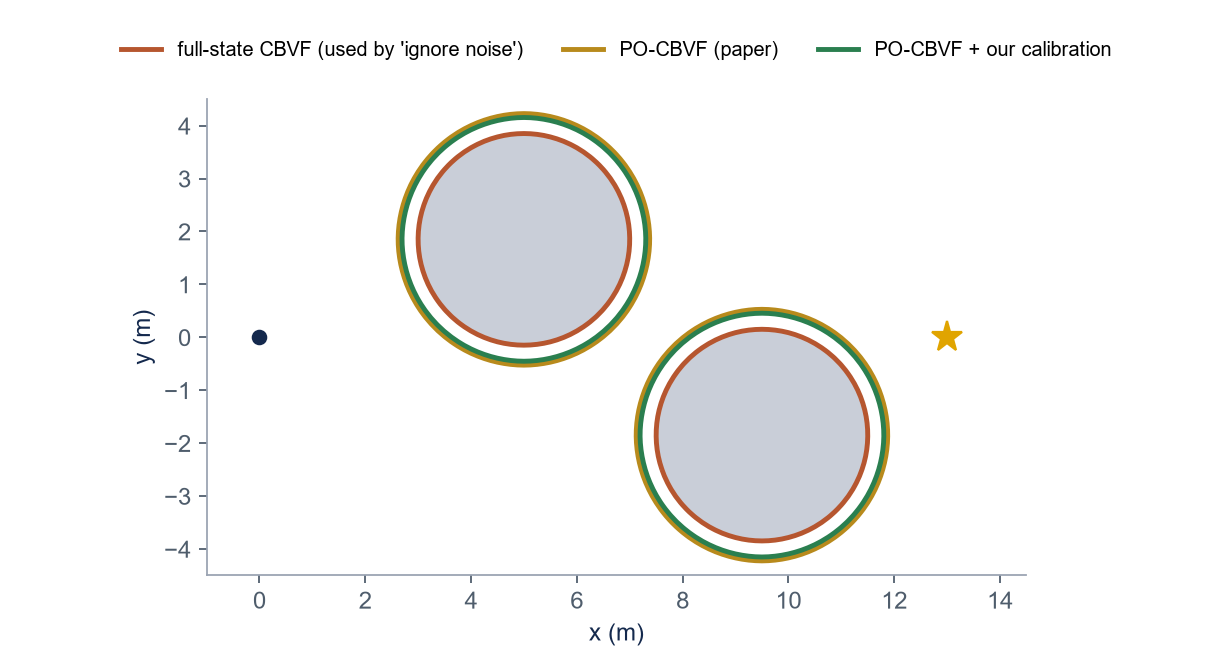 full-state CBVF (used by 'ignore noise') PO-CBVF (paper) PO-CBVF + our calibration
4
3
2
1
0
−1
−2
−3
−4
y (m)
0 2 4 6 8 10 12 14
x (m)